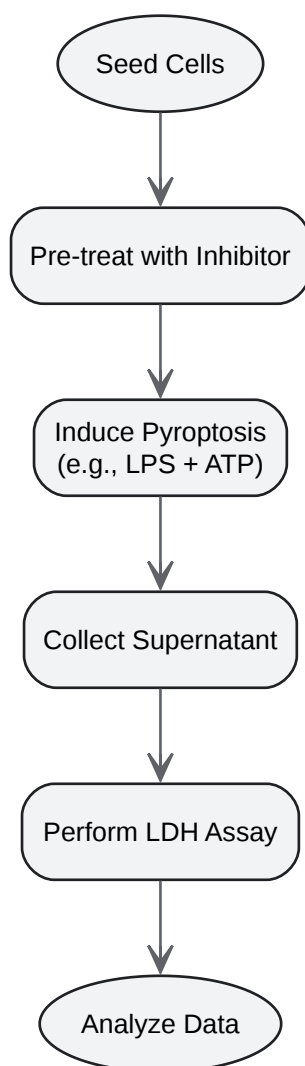 Seed Cells
Pre-treat with Inhibitor
Induce Pyroptosis
(e.g., LPS + ATP)
Collect Supernatant
Perform LDH Assay
Analyze Data